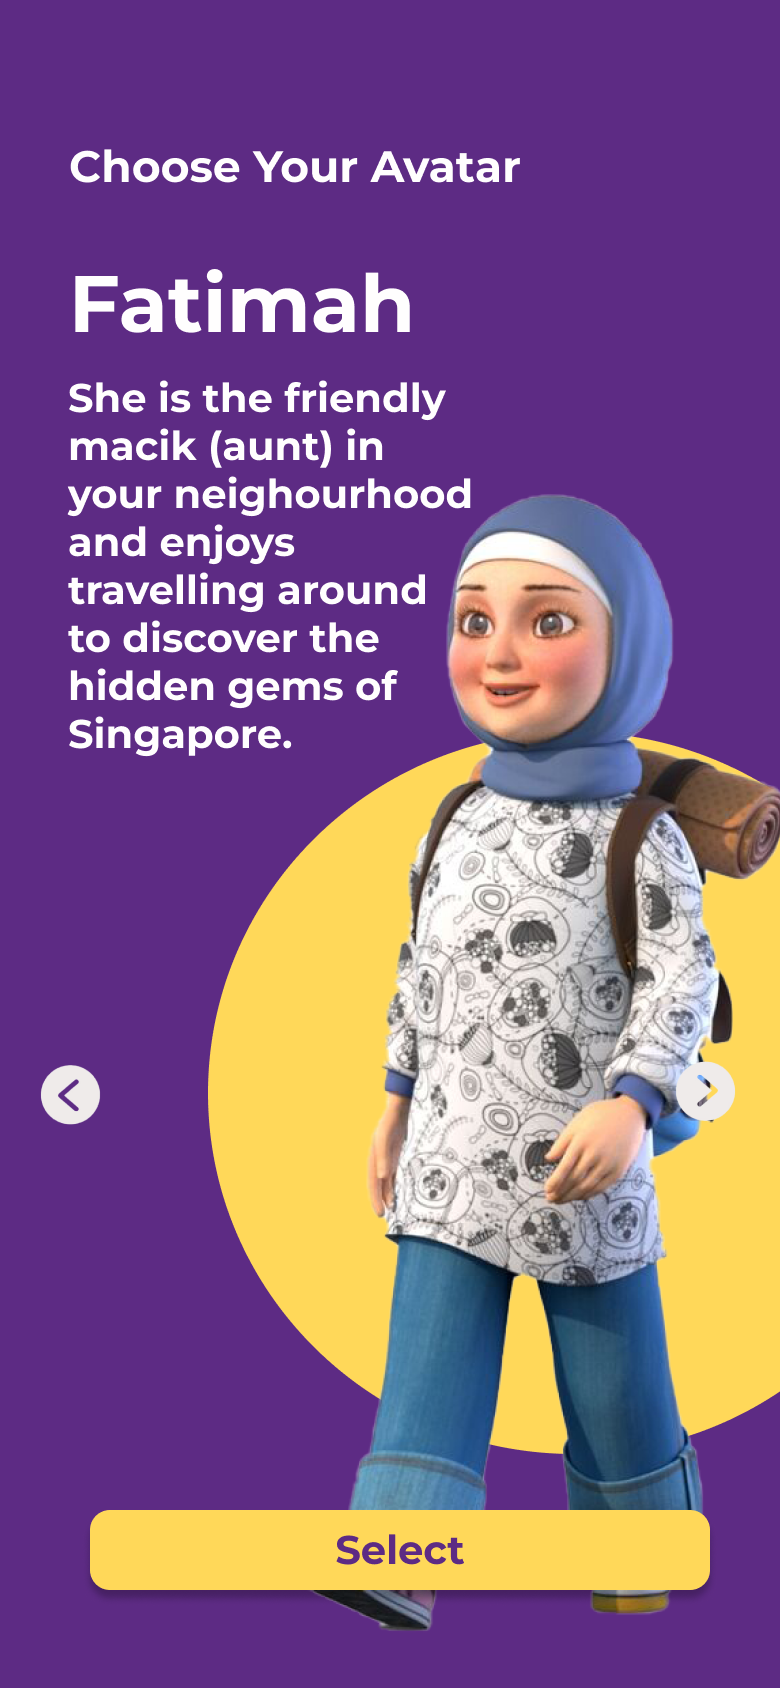 Choose Your Avatar
Fatimah
She is the friendly
macik (aunt) in
your neighourhood
and enjoys
travelling around
to discover the
hidden gems of
Singapore.
Select